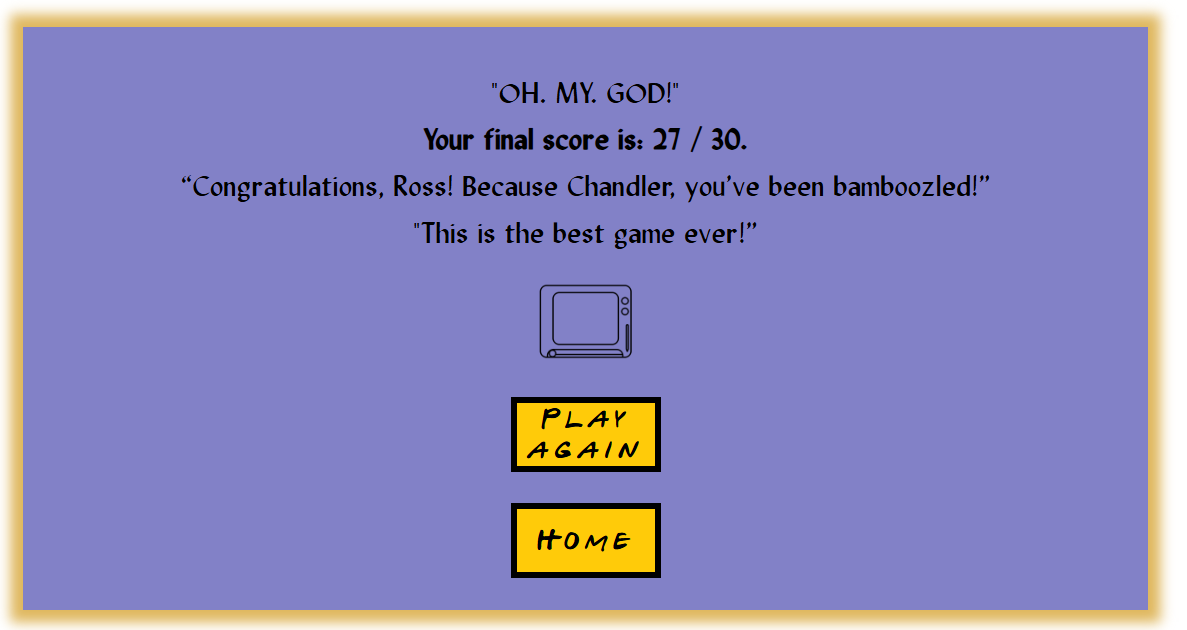 "OH. MY. GOD!"
Your final score is: 27 / 30.
“Congratulations, Ross! Because Chandler, you’ve been bamboozled!”
"This is the best game ever!”
PLAY
AGAIN
HOME